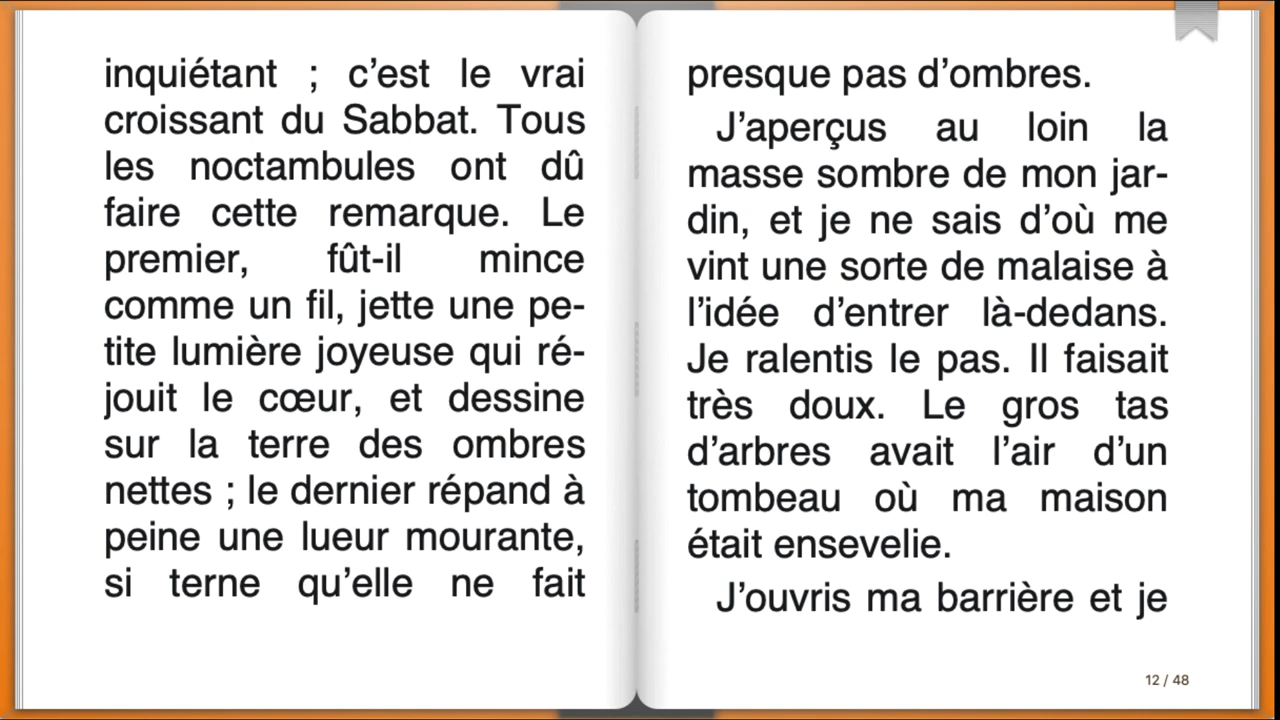 inquiétant ; c’est le vrai
croissant du Sabbat. Tous
les noctambules ont dû
faire cette remarque. Le
premier, fût-il mince
comme un fil, jette une pe-
tite lumière joyeuse qui ré-
jouit le cœur, et dessine
sur la terre des ombres
nettes ; le dernier répand à
peine une lueur mourante,
si terne qu’elle ne fait
presque pas d’ombres.
J’aperçus au loin la
masse sombre de mon jar-
din, et je ne sais d’où me
vint une sorte de malaise à
l’idée d’entrer là-dedans.
Je ralentis le pas. Il faisait
très doux. Le gros tas
d’arbres avait l’air d’un
tombeau où ma maison
était ensevelie.
J’ouvris ma barrière et je
12 / 48